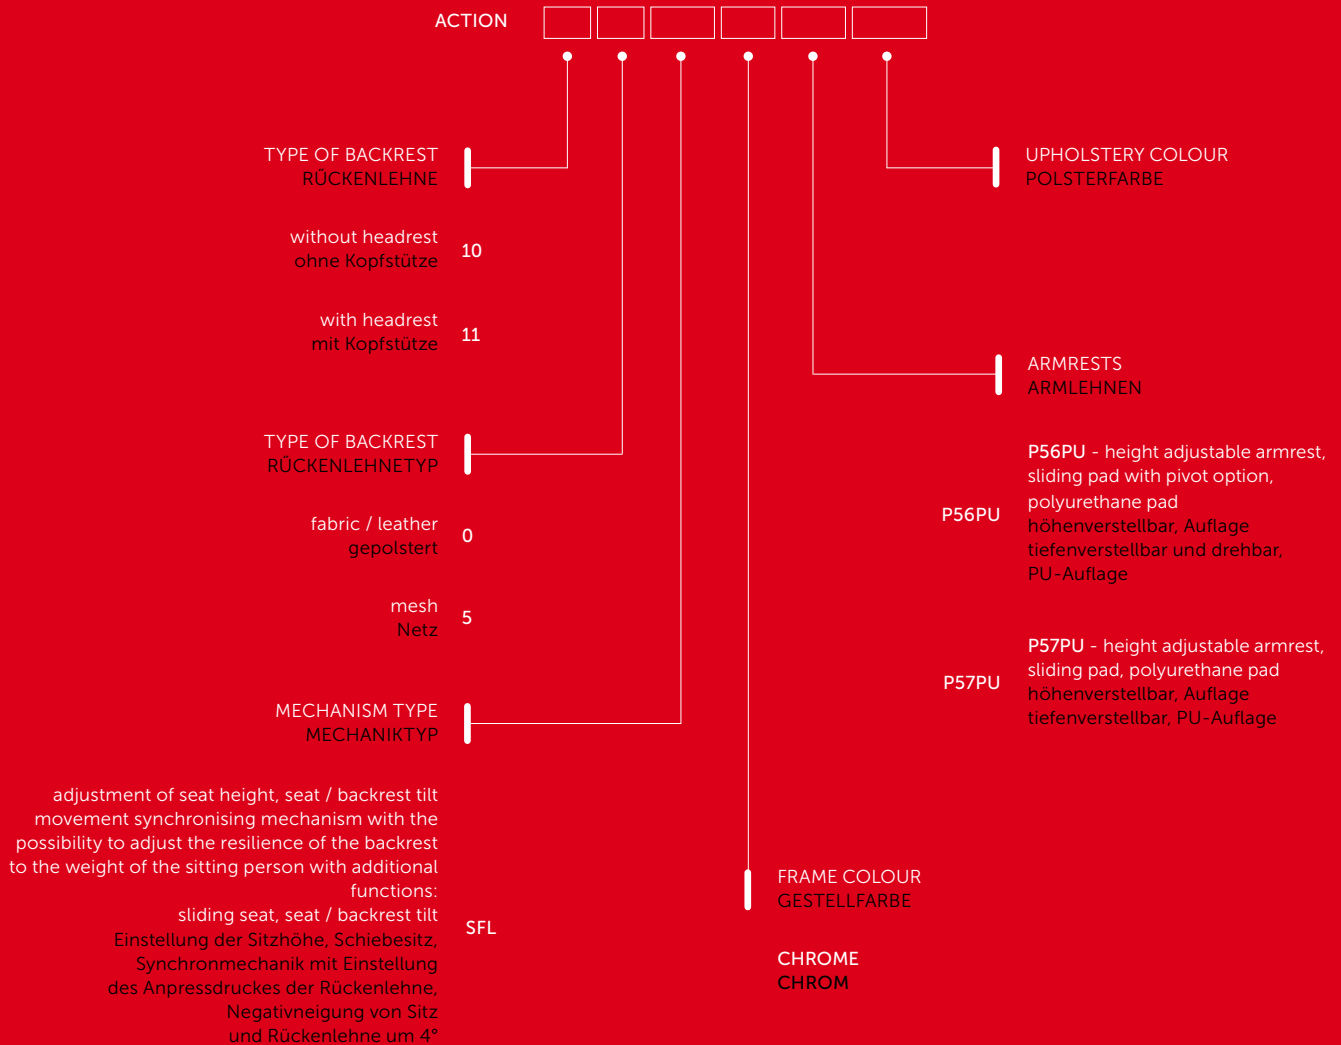 ACTION
TYPE OF BACKREST
RÜCKENLEHNE
without headrest
ohne Kopfstütze
10
with headrest
mit Kopfstütze
11
TYPE OF BACKREST
RÜCKENLEHNETYP
fabric / leather
gepolstert
0
mesh
Netz
5
MECHANISM TYPE
MECHANIKTYP
adjustment of seat height, seat / backrest tilt
movement synchronising mechanism with the
possibility to adjust the resilience of the backrest
to the weight of the sitting person with additional
functions:
sliding seat, seat / backrest tilt
Einstellung der Sitzhöhe, Schiebesitz,
Synchronmechanik mit Einstellung
des Anpressdruckes der Rückenlehne,
Negativneigung von Sitz
und Rückenlehne um 4°
SFL
FRAME COLOUR
GESTELLFARBE
CHROME
CHROM
UPHOLSTERY COLOUR
POLSTERFARBE
ARMRESTS
ARMLEHNEN
P56PU
P56PU - height adjustable armrest,
sliding pad with pivot option,
polyurethane pad
höhenverstellbar, Auflage
tiefenverstellbar und drehbar,
PU-Auflage
P57PU
P57PU - height adjustable armrest,
sliding pad, polyurethane pad
höhenverstellbar, Auflage
tiefenverstellbar, PU-Auflage